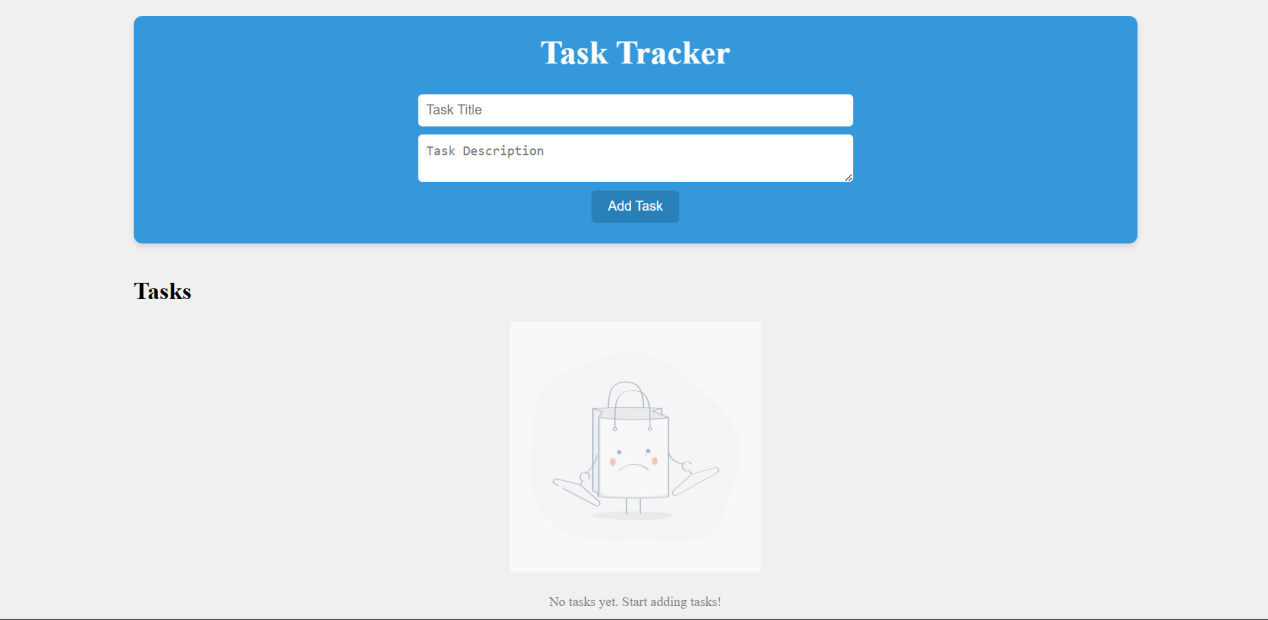 Task Tracker
Task Title
Task Description
Add Task
Tasks
No tasks yet. Start adding tasks!